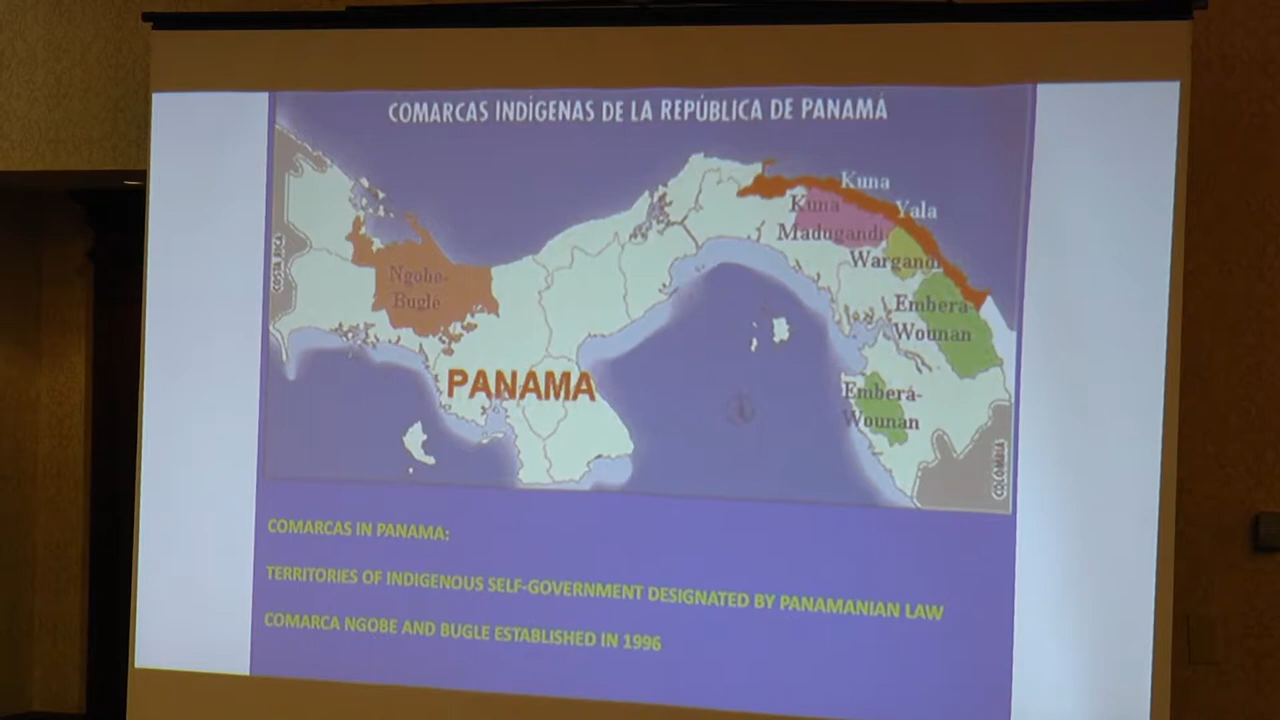 COMARCAS INDÍGENAS DE LA REPÚBLICA DE PANAMÁ
Kuna
Yala
Kuna
Madugandi
Wargandi
COSTA RICA
Ngobe-
Bugle
Embera-
Wounan
PANAMA
Emberá-
Wounan
COLOMBIA
COMARCAS IN PANAMA:
TERRITORIES OF INDIGENOUS SELF-GOVERNMENT DESIGNATED BY PANAMANIAN LAW
COMARCA NGOBE AND BUGLE ESTABLISHED IN 1996